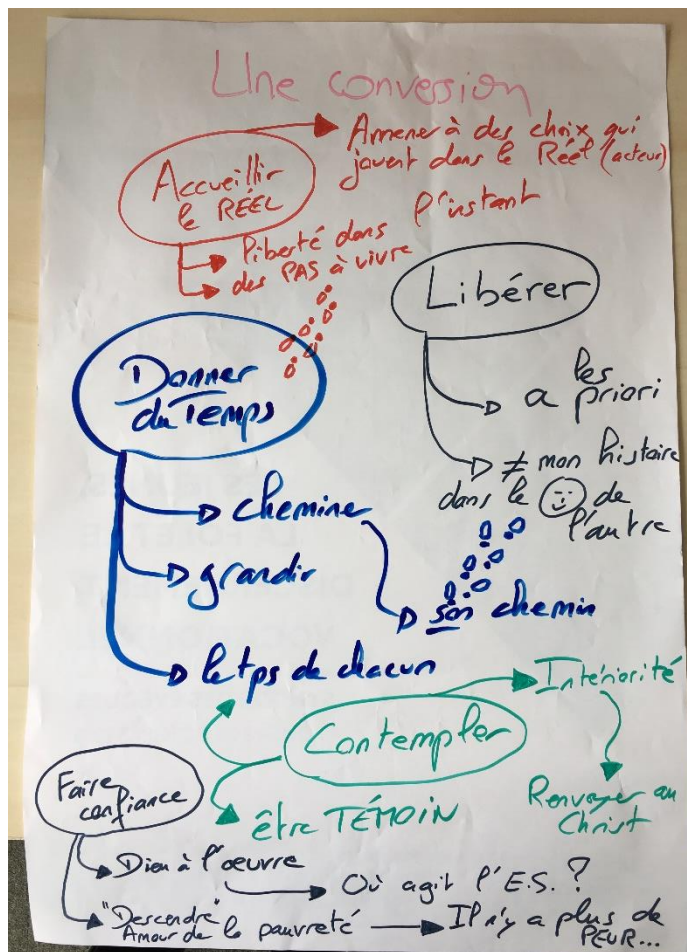 Une conversion
Amener à des choix qui
jouent dans le Réel (acteur)
Accueillir
le RÉEL
liberté dans l'instant
des PAS à vivre
Libérer
les
a priori
≠ mon histoire
dans le ☺ de
l'autre
Donner
du Temps
chemine
son chemin
grandir
le tps de chacun
Contempler
Intériorité
Renvoyer au
Christ
être TÉMOIN
Faire
confiance
Dieu à l'œuvre
Où agit l'E.S. ?
"Descendre"
Amour de la pauvreté
Il n'y a plus de
PEUR...